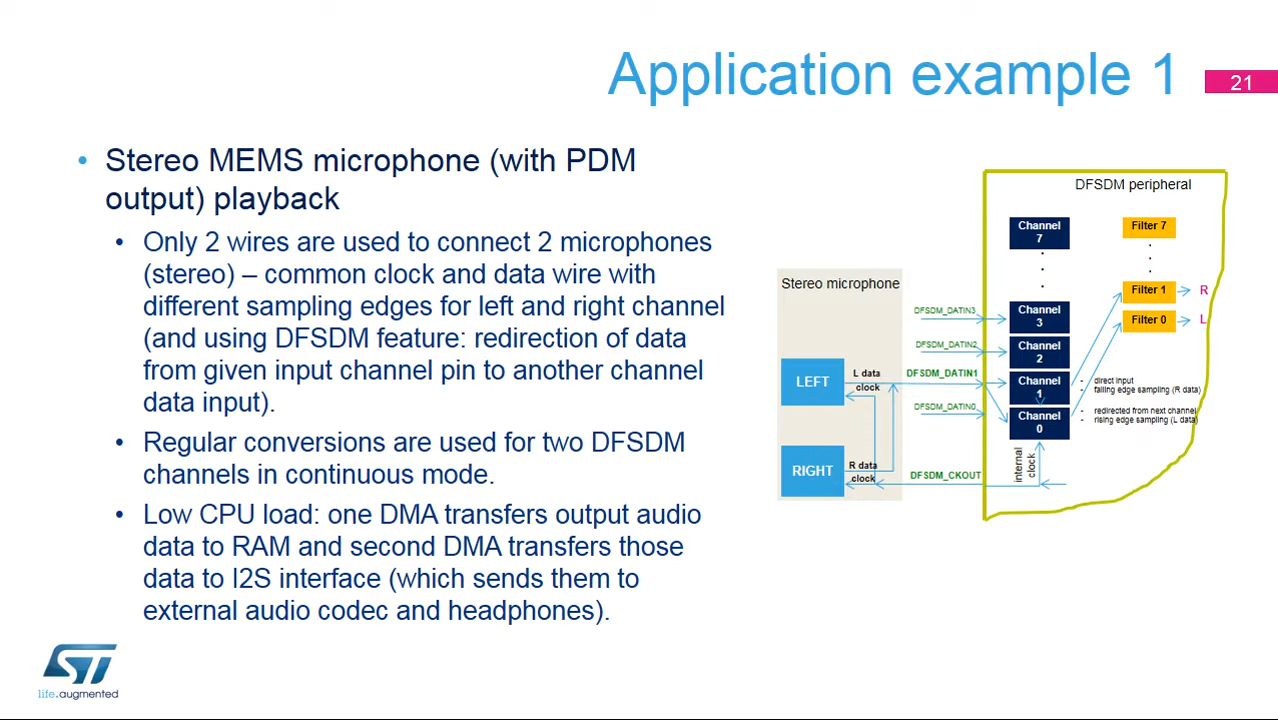 Application example 1
21
• Stereo MEMS microphone (with PDM
output) playback
• Only 2 wires are used to connect 2 microphones
(stereo) – common clock and data wire with
different sampling edges for left and right channel
(and using DFSDM feature: redirection of data
from given input channel pin to another channel
data input).
• Regular conversions are used for two DFSDM
channels in continuous mode.
• Low CPU load: one DMA transfers output audio
data to RAM and second DMA transfers those
data to I2S interface (which sends them to
external audio codec and headphones).
DFSDM peripheral
Stereo microphone
LEFT
RIGHT
L data
clock
R data
clock
DFSDM_DATIN3
DFSDM_DATIN2
DFSDM_DATIN1
DFSDM_DATIN0
DFSDM_CKOUT
Channel
7
Channel
3
Channel
2
Channel
1
Channel
0
internal
clock
Filter 7
Filter 1
Filter 0
R
L
- direct input
- falling edge sampling (R data)
- redirected from next channel
- rising edge sampling (L data)
ST
life.augmented